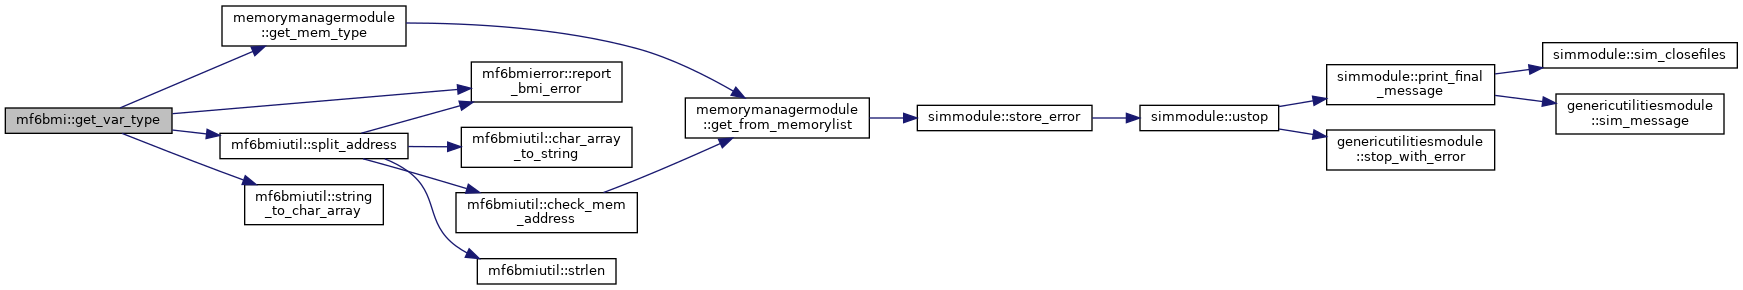 mf6bmi::get_var_type
memorymanagermodule
::get_mem_type
mf6bmierror::report
_bmi_error
mf6bmiutil::split_address
mf6bmiutil::char_array
_to_string
mf6bmiutil::string
_to_char_array
mf6bmiutil::check_mem
_address
mf6bmiutil::strlen
memorymanagermodule
::get_from_memorylist
simmodule::store_error
simmodule::ustop
simmodule::print_final
_message
genericutilitiesmodule
::stop_with_error
simmodule::sim_closefiles
genericutilitiesmodule
::sim_message